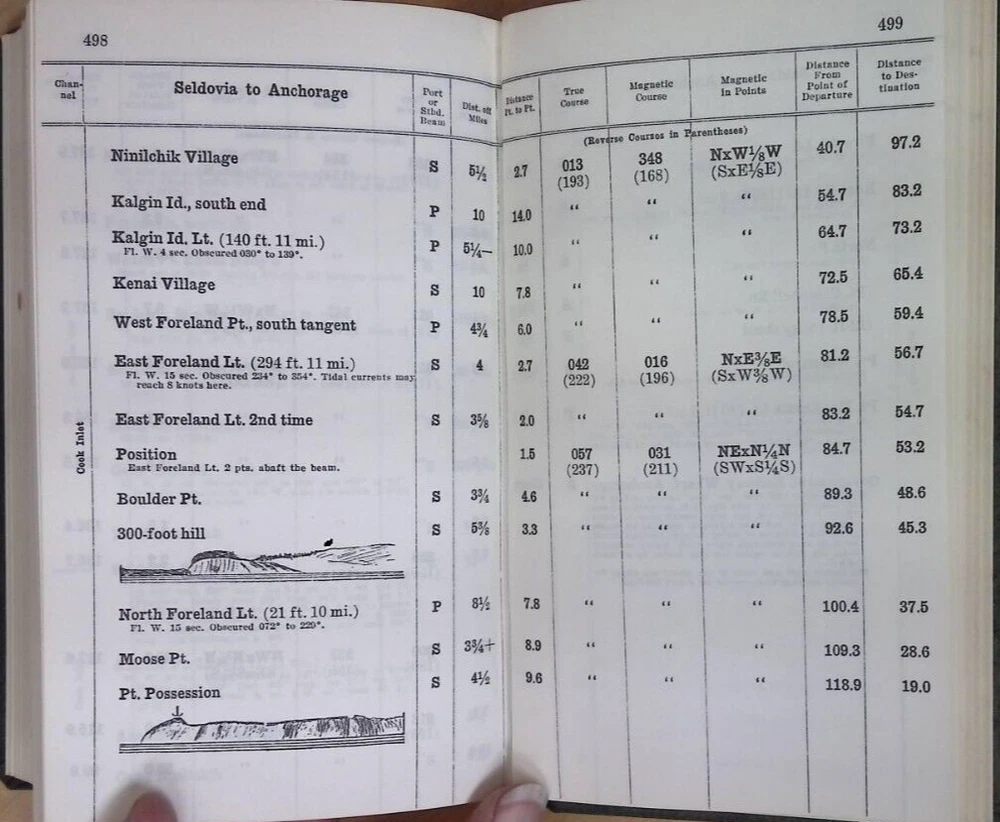 498
499
Chan-
nel
Seldovia to Anchorage
Port
or
Stbd.
Beam
Dist. off
Miles
Distance
Pt. to Pt.
True
Course
Magnetic
Course
Magnetic
in Points
Distance
From
Point of
Departure
Distance
to Des-
tination
(Reverse Courses in Parentheses)
Cook Inlet
Ninilchik Village S 5½ 2.7 013 348 NxW⅛W 40.7 97.2
(193) (168) (SxE⅛E)
Kalgin Id., south end P 10 14.0 “ “ “ 54.7 83.2
Kalgin Id. Lt. (140 ft. 11 mi.) P 5¼— 10.0 “ “ “ 64.7 73.2
Fl. W. 4 sec. Obscured 030° to 139°.
Kenai Village S 10 7.8 “ “ “ 72.5 65.4
West Foreland Pt., south tangent P 4¾ 6.0 “ “ “ 78.5 59.4
East Foreland Lt. (294 ft. 11 mi.) S 4 2.7 042 016 NxE⅜E 81.2 56.7
Fl. W. 15 sec. Obscured 234° to 354°. Tidal currents may (222) (196) (SxW⅜W)
reach 8 knots here.
East Foreland Lt. 2nd time S 3⅝ 2.0 “ “ “ 83.2 54.7
Position 1.5 057 031 NExN¼N 84.7 53.2
East Foreland Lt. 2 pts. abaft the beam. (237) (211) (SWxS¼S)
Boulder Pt. S 3¾ 4.6 “ “ “ 89.3 48.6
300-foot hill S 5⅜ 3.3 “ “ “ 92.6 45.3
North Foreland Lt. (21 ft. 10 mi.) P 8½ 7.8 “ “ “ 100.4 37.5
Fl. W. 15 sec. Obscured 072° to 229°.
Moose Pt. S 3¾+ 8.9 “ “ “ 109.3 28.6
Pt. Possession S 4½ 9.6 “ “ “ 118.9 19.0